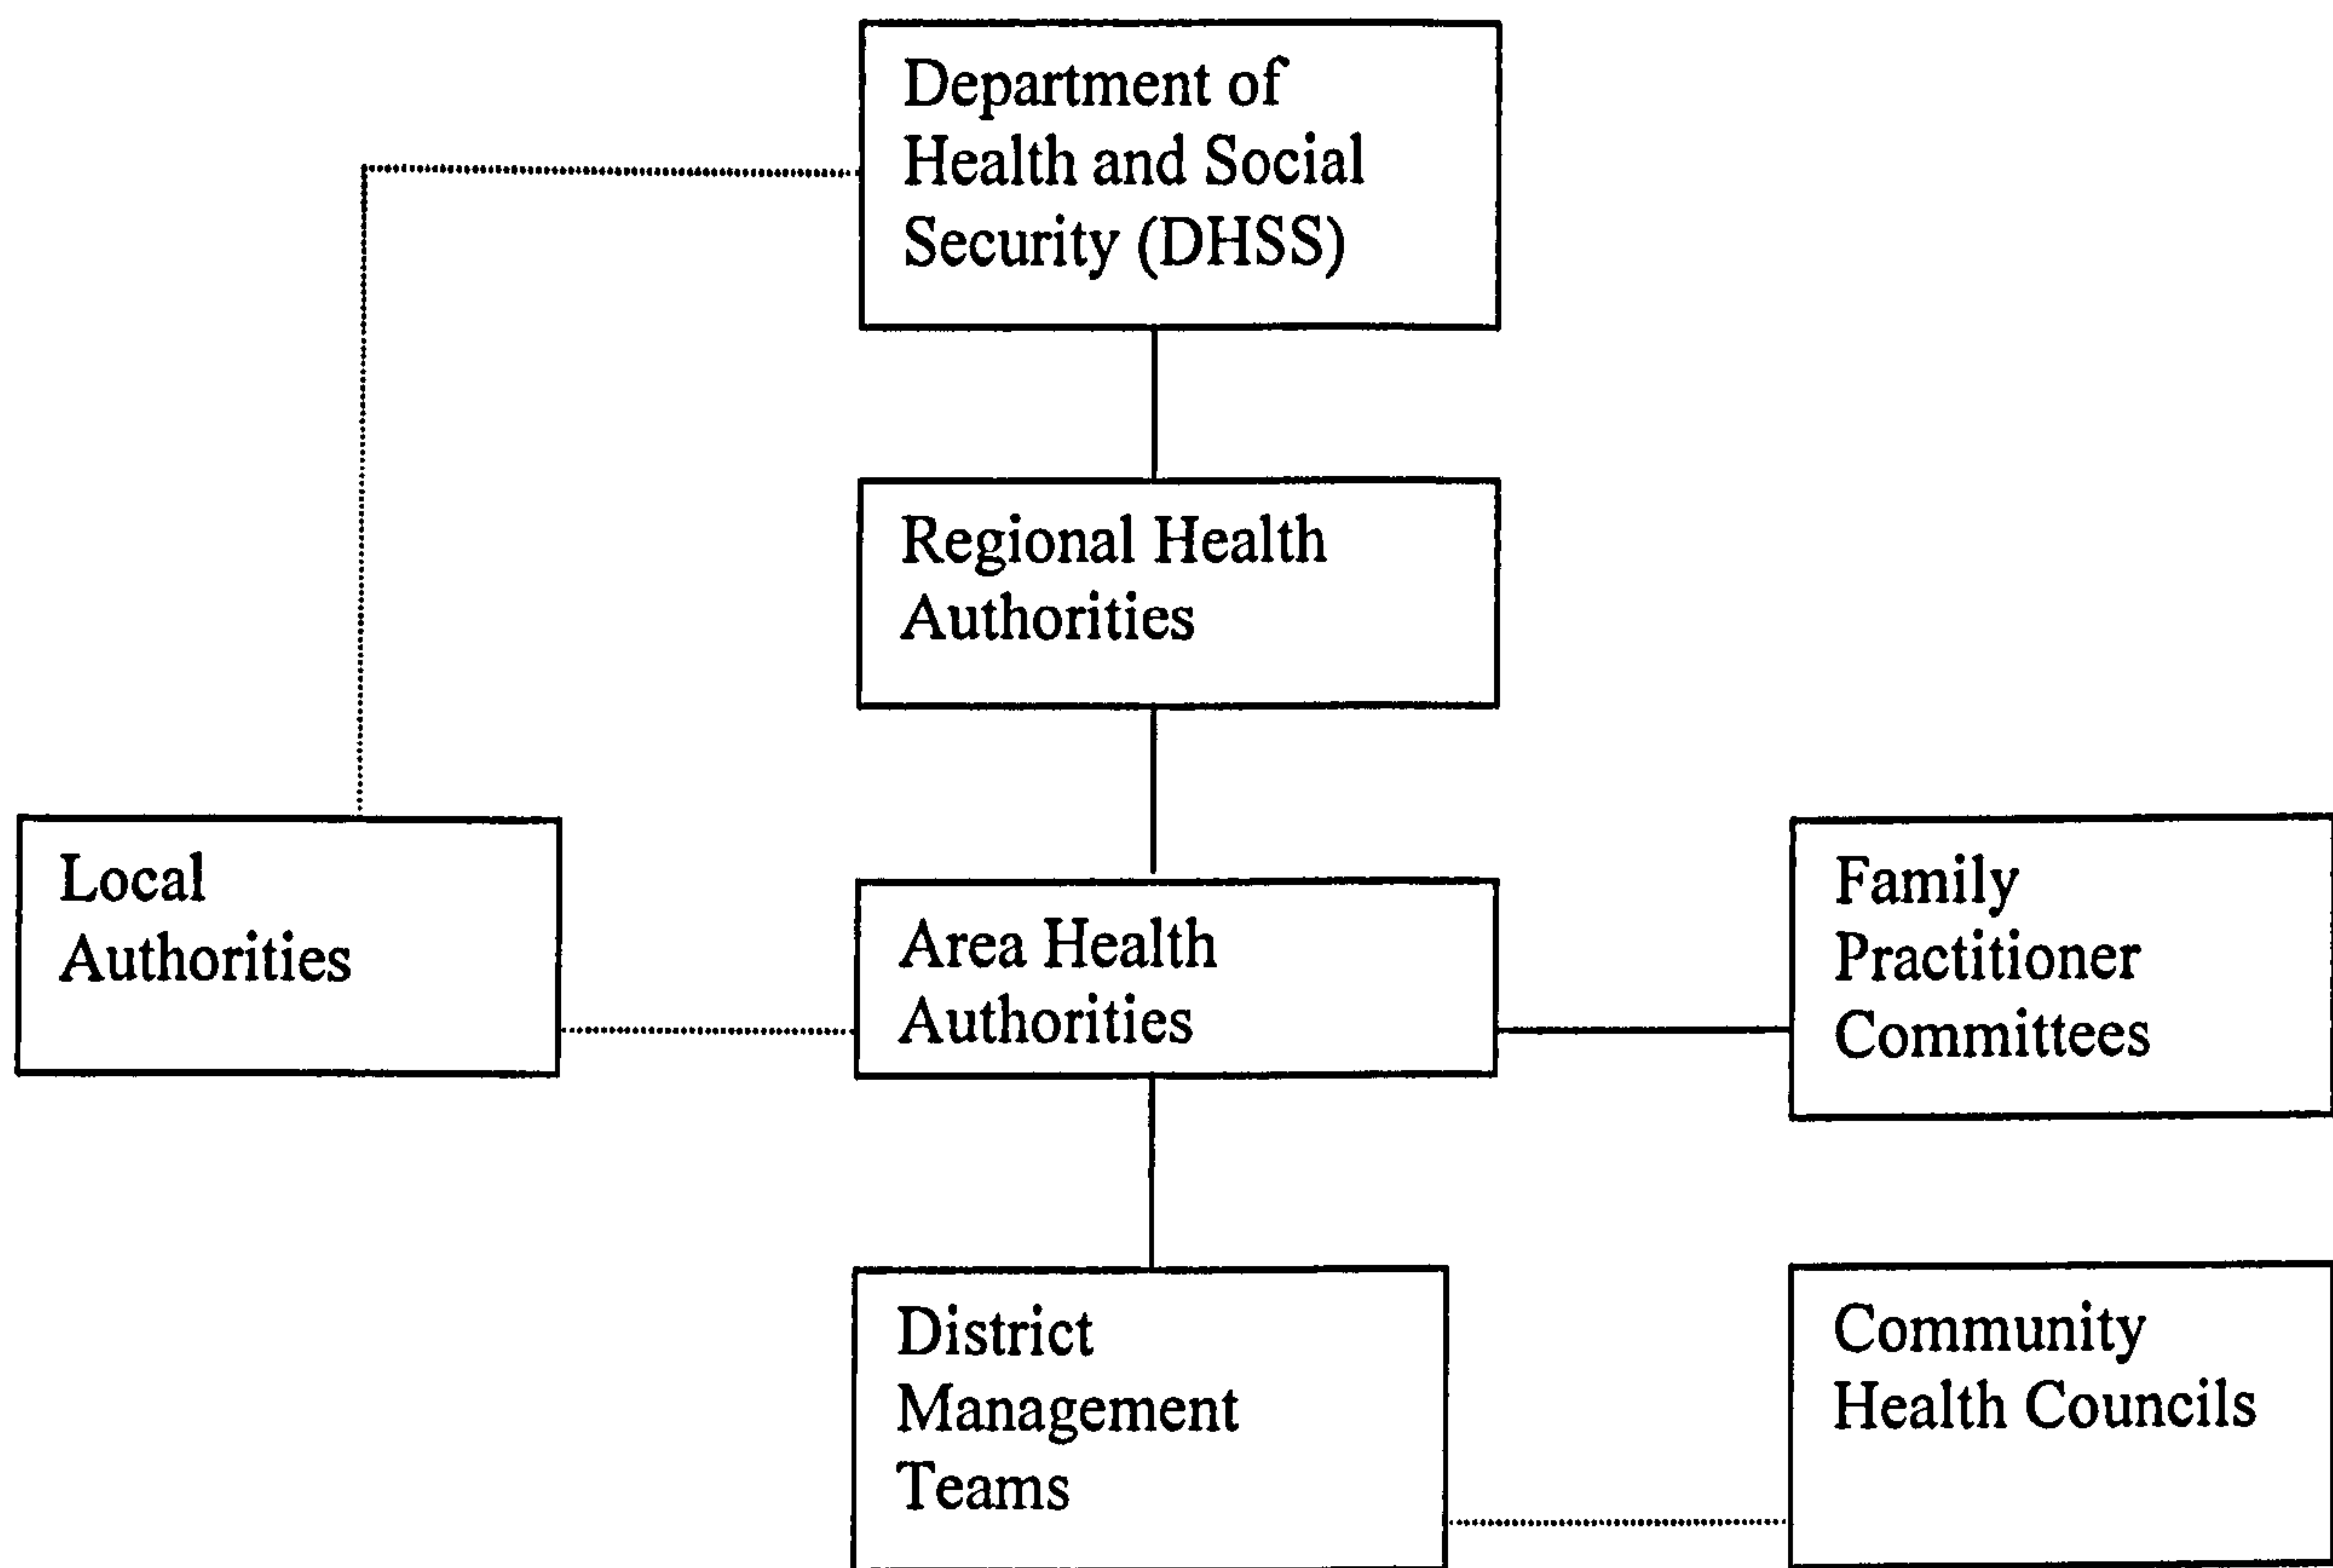 Department of
Health and Social
Security (DHSS)
Regional Health
Authorities
Local
Authorities
Area Health
Authorities
Family
Practitioner
Committees
District
Management
Teams
Community
Health Councils